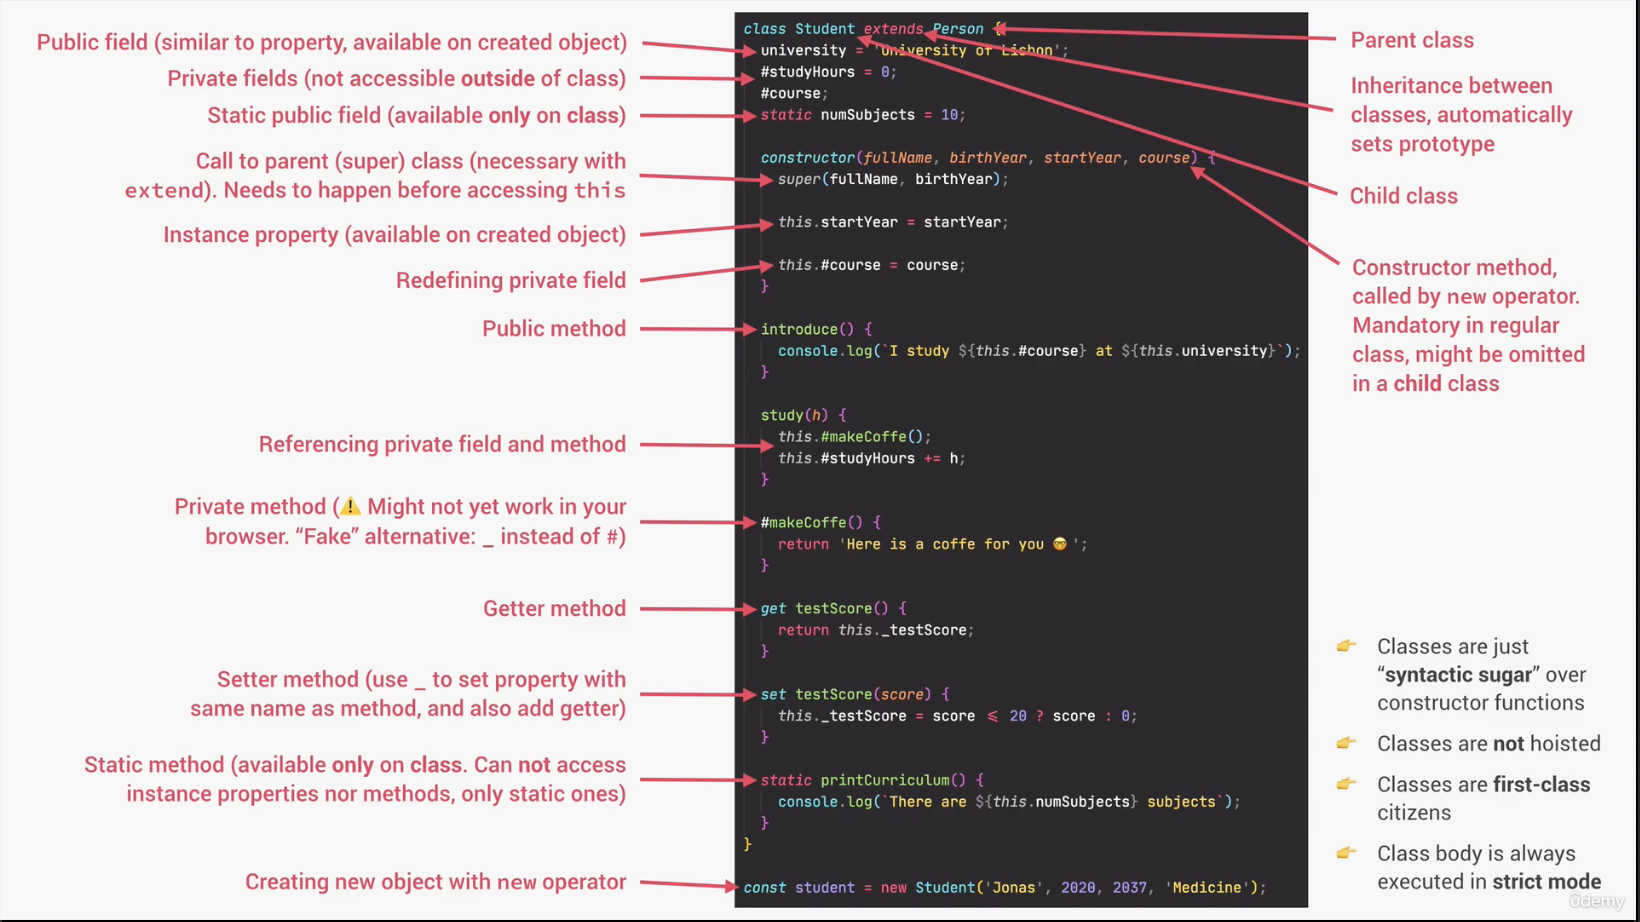 Public field (similar to property, available on created object)
Private fields (not accessible outside of class)
Static public field (available only on class)
Call to parent (super) class (necessary with
extend). Needs to happen before accessing this
Instance property (available on created object)
Redefining private field
Public method
Referencing private field and method
Private method (⚠️ Might not yet work in your
browser. “Fake” alternative: _ instead of #)
Getter method
Setter method (use _ to set property with
same name as method, and also add getter)
Static method (available only on class. Can not access
instance properties nor methods, only static ones)
Creating new object with new operator
class Student extends Person {
university = 'University of Lisbon';
#studyHours = 0;
#course;
static numSubjects = 10;
constructor(fullName, birthYear, startYear, course) {
super(fullName, birthYear);
this.startYear = startYear;
this.#course = course;
}
introduce() {
console.log(`I study ${this.#course} at ${this.university}`);
}
study(h) {
this.#makeCoffe();
this.#studyHours += h;
}
#makeCoffe() {
return 'Here is a coffe for you 🤓 ';
}
get testScore() {
return this._testScore;
}
set testScore(score) {
this._testScore = score ⩽ 20 ? score : 0;
}
static printCurriculum() {
console.log(`There are ${this.numSubjects} subjects`);
}
}
const student = new Student('Jonas', 2020, 2037, 'Medicine');
Parent class
Inheritance between
classes, automatically
sets prototype
Child class
Constructor method,
called by new operator.
Mandatory in regular
class, might be omitted
in a child class
👉 Classes are just
“syntactic sugar” over
constructor functions
👉 Classes are not hoisted
👉 Classes are first-class
citizens
👉 Class body is always
executed in strict mode
ûdemy